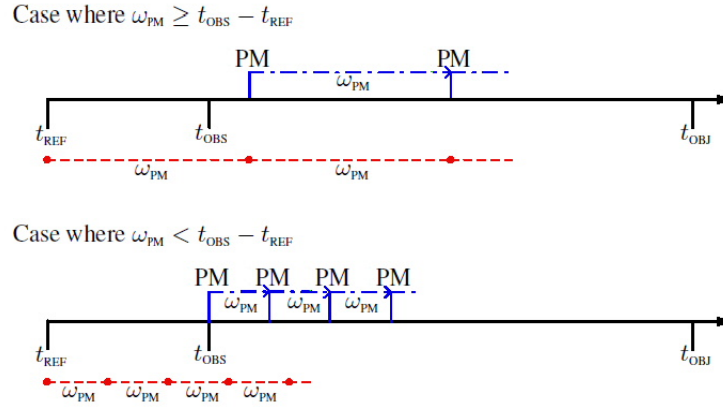 Case where ω_PM ≥ t_OBS − t_REF
PM PM
ω_PM
t_REF t_OBS t_OBJ
ω_PM ω_PM
Case where ω_PM < t_OBS − t_REF
PM PM PM PM
ω_PM ω_PM ω_PM
t_REF t_OBS t_OBJ
ω_PM ω_PM ω_PM ω_PM